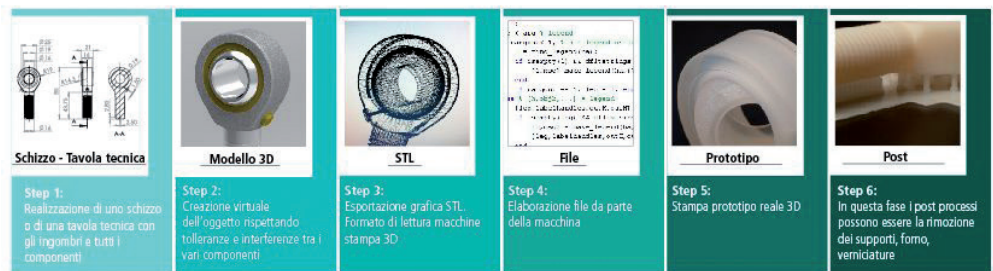 Schizzo - Tavola tecnica
Step 1:
Realizzazione di uno schizzo
o di una tavola tecnica con
gli ingombri e tutti i
componenti
Modello 3D
Step 2:
Creazione virtuale
dell'oggetto rispettando
tolleranze e interferenze tra i
vari componenti
STL
Step 3:
Esportazione grafica STL.
Formato di lettura macchine
stampa 3D
File
Step 4:
Elaborazione file da parte
della macchina
Prototipo
Step 5:
Stampa prototipo reale 3D
Post
Step 6:
In questa fase i post processi
possono essere la rimozione
dei supporti, forno,
verniciature